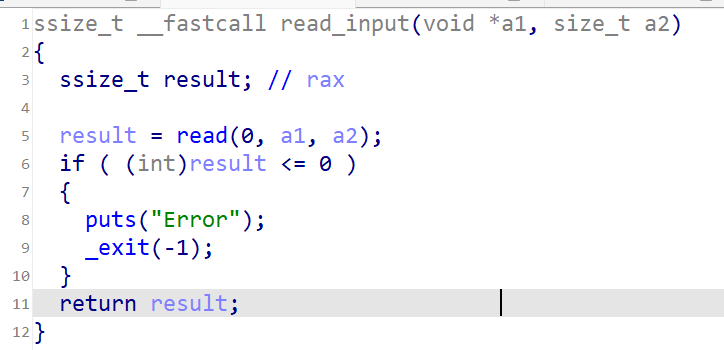 1 ssize_t __fastcall read_input(void *a1, size_t a2)
2 {
3   ssize_t result; // rax
4
5   result = read(0, a1, a2);
6   if ( (int)result <= 0 )
7   {
8     puts("Error");
9     _exit(-1);
10   }
11   return result;
12 }